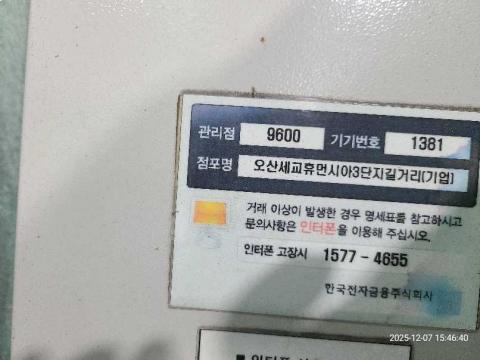 관리점 9600 기기번호 1381
점포명 오산세교휴먼시아3단지길거리(기업)
거래 이상이 발생한 경우 명세표를 참고하시고
문의사항은 인터폰을 이용해 주십시오.
인터폰 고장시 1577 - 4655
한국전자금융주식회사
2025-12-07 15:46:40